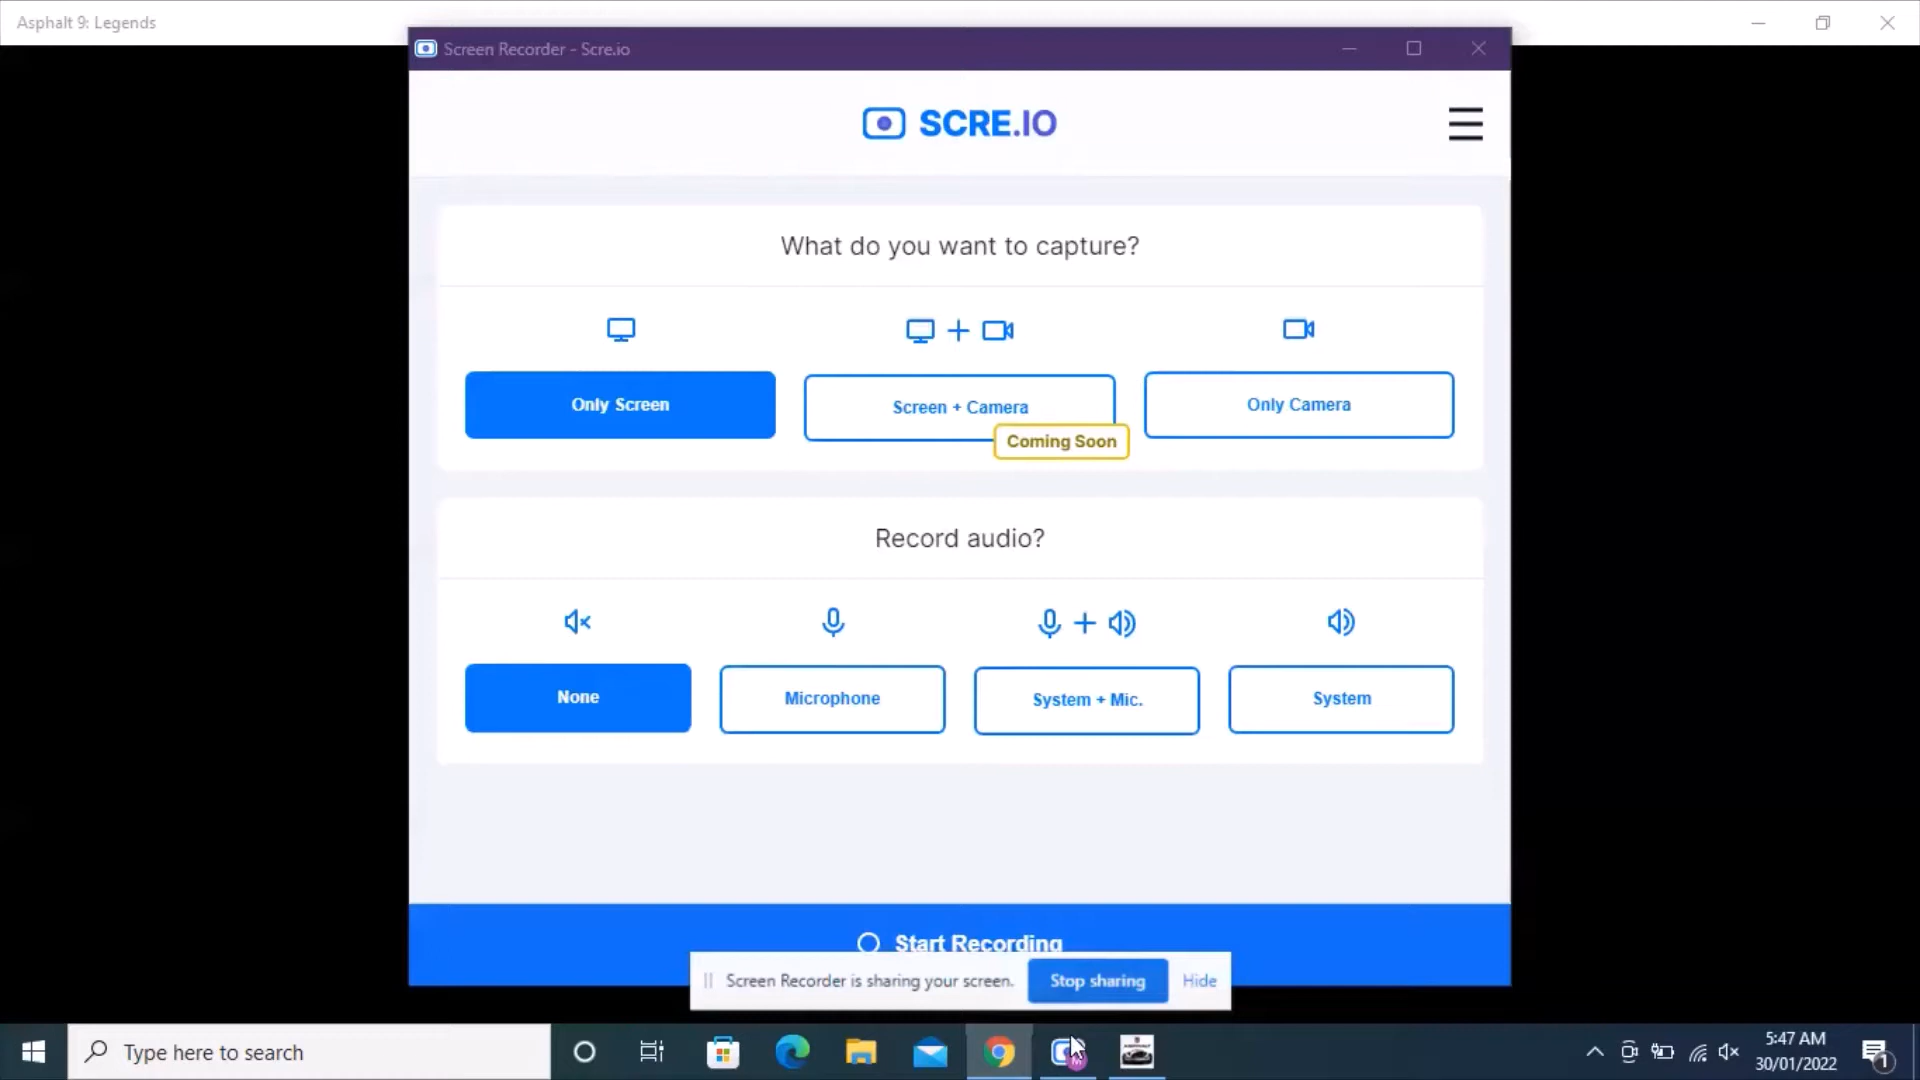 Asphalt 9: Legends
Screen Recorder - Scre.io
SCRE.IO
What do you want to capture?
Only Screen
Screen + Camera
Only Camera
Coming Soon
Record audio?
None
Microphone
System + Mic.
System
Start Recording
Screen Recorder is sharing your screen.
Stop sharing
Hide
Type here to search
5:47 AM
30/01/2022
1